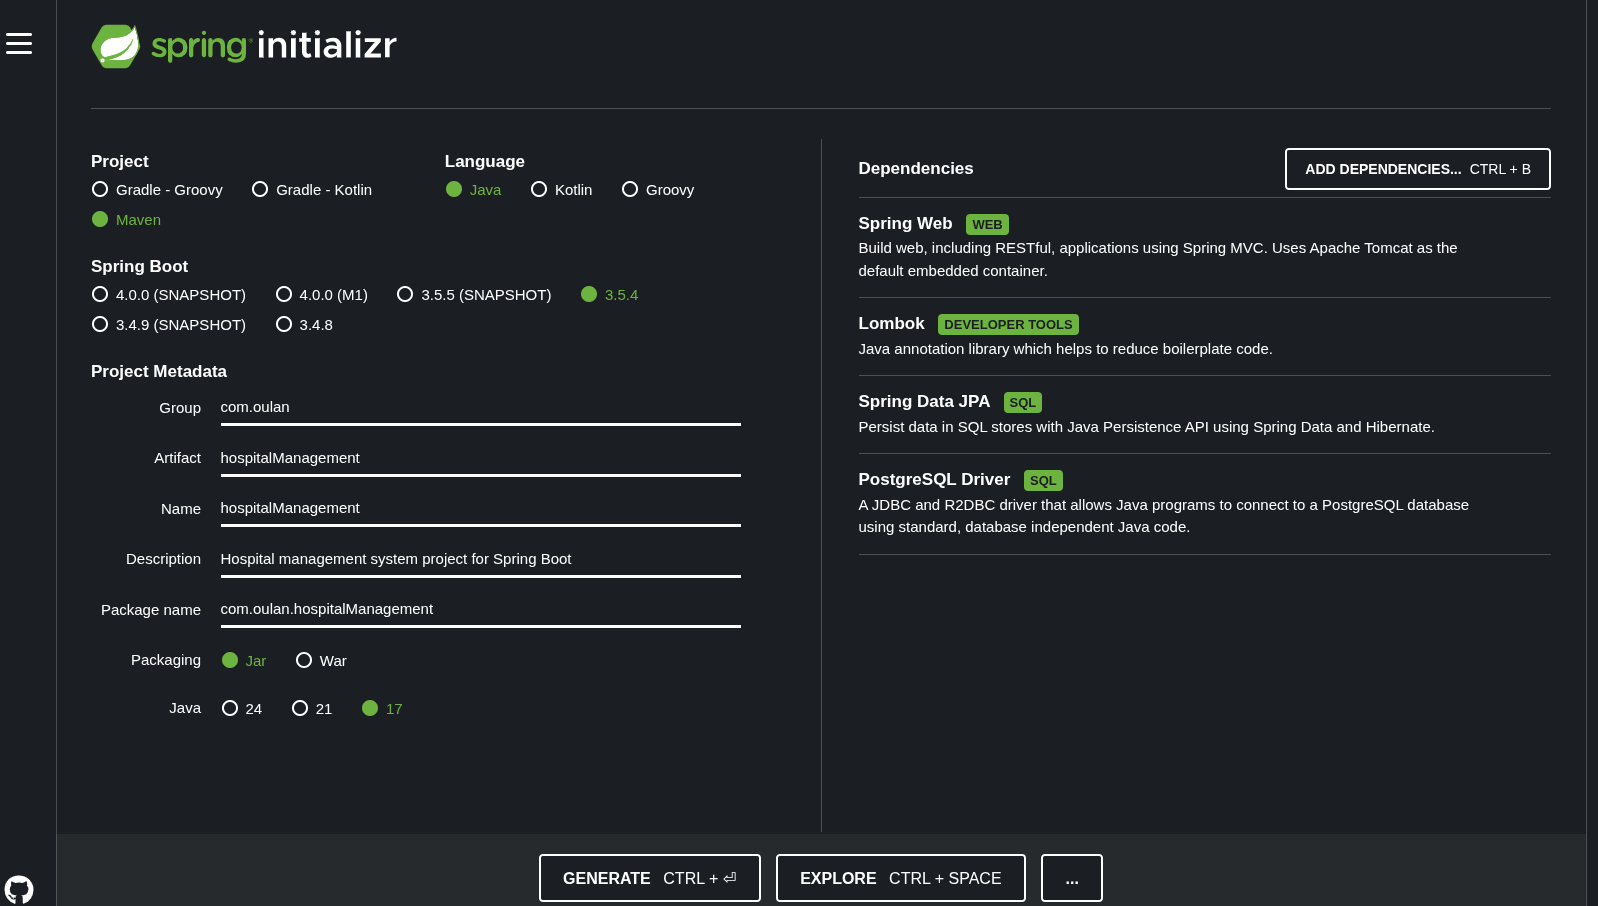 spring initializr
Project
Gradle - Groovy Gradle - Kotlin
Maven
Language
Java Kotlin Groovy
Spring Boot
4.0.0 (SNAPSHOT) 4.0.0 (M1) 3.5.5 (SNAPSHOT) 3.5.4
3.4.9 (SNAPSHOT) 3.4.8
Project Metadata
Group com.oulan
Artifact hospitalManagement
Name hospitalManagement
Description Hospital management system project for Spring Boot
Package name com.oulan.hospitalManagement
Packaging Jar War
Java 24 21 17
Dependencies ADD DEPENDENCIES... CTRL + B
Spring Web WEB
Build web, including RESTful, applications using Spring MVC. Uses Apache Tomcat as the
default embedded container.
Lombok DEVELOPER TOOLS
Java annotation library which helps to reduce boilerplate code.
Spring Data JPA SQL
Persist data in SQL stores with Java Persistence API using Spring Data and Hibernate.
PostgreSQL Driver SQL
A JDBC and R2DBC driver that allows Java programs to connect to a PostgreSQL database
using standard, database independent Java code.
GENERATE CTRL + ⏎ EXPLORE CTRL + SPACE ...